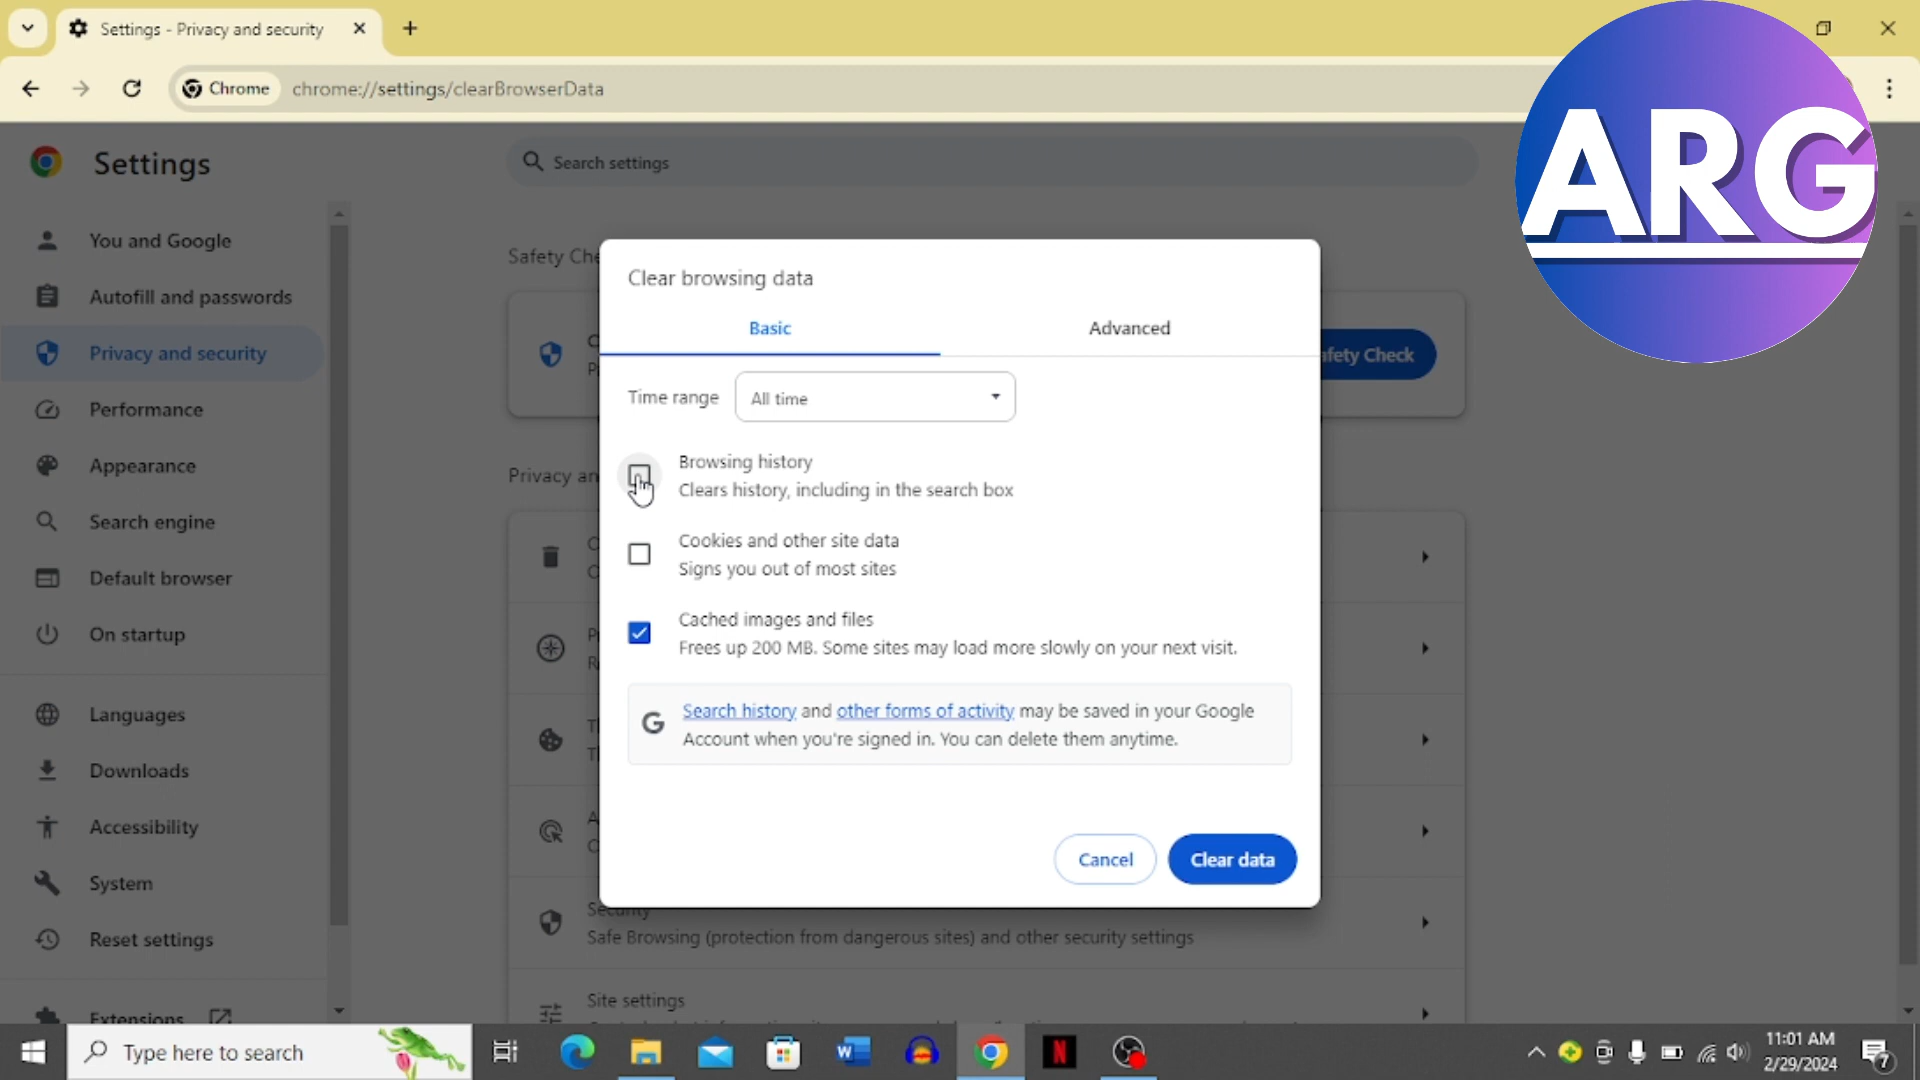 Settings - Privacy and security
Chrome
chrome://settings/clearBrowserData
ARG
Settings
Search settings
You and Google
Autofill and passwords
Privacy and security
Performance
Appearance
Search engine
Default browser
On startup
Languages
Downloads
Accessibility
System
Reset settings
Extensions
Safety
Safety Check
Privacy
Clear browsing data
Basic
Advanced
Time range
All time
Browsing history
Clears history, including in the search box
Cookies and other site data
Signs you out of most sites
Cached images and files
Frees up 200 MB. Some sites may load more slowly on your next visit.
Search history and other forms of activity may be saved in your Google
Account when you're signed in. You can delete them anytime.
Cancel
Clear data
Security
Safe Browsing (protection from dangerous sites) and other security settings
Site settings
Type here to search
11:01 AM
2/29/2024
7